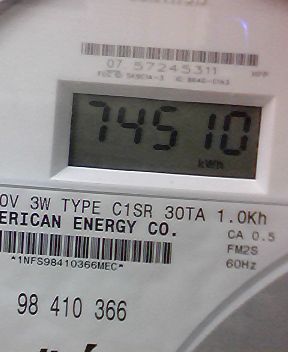 07 57245311
74510
kWh
0V 3W TYPE C1SR 30TA 1.0Kh
ERICAN ENERGY CO.
CA 0.5
FM2S
*1NFS98410366MEC*
60Hz
98 410 366